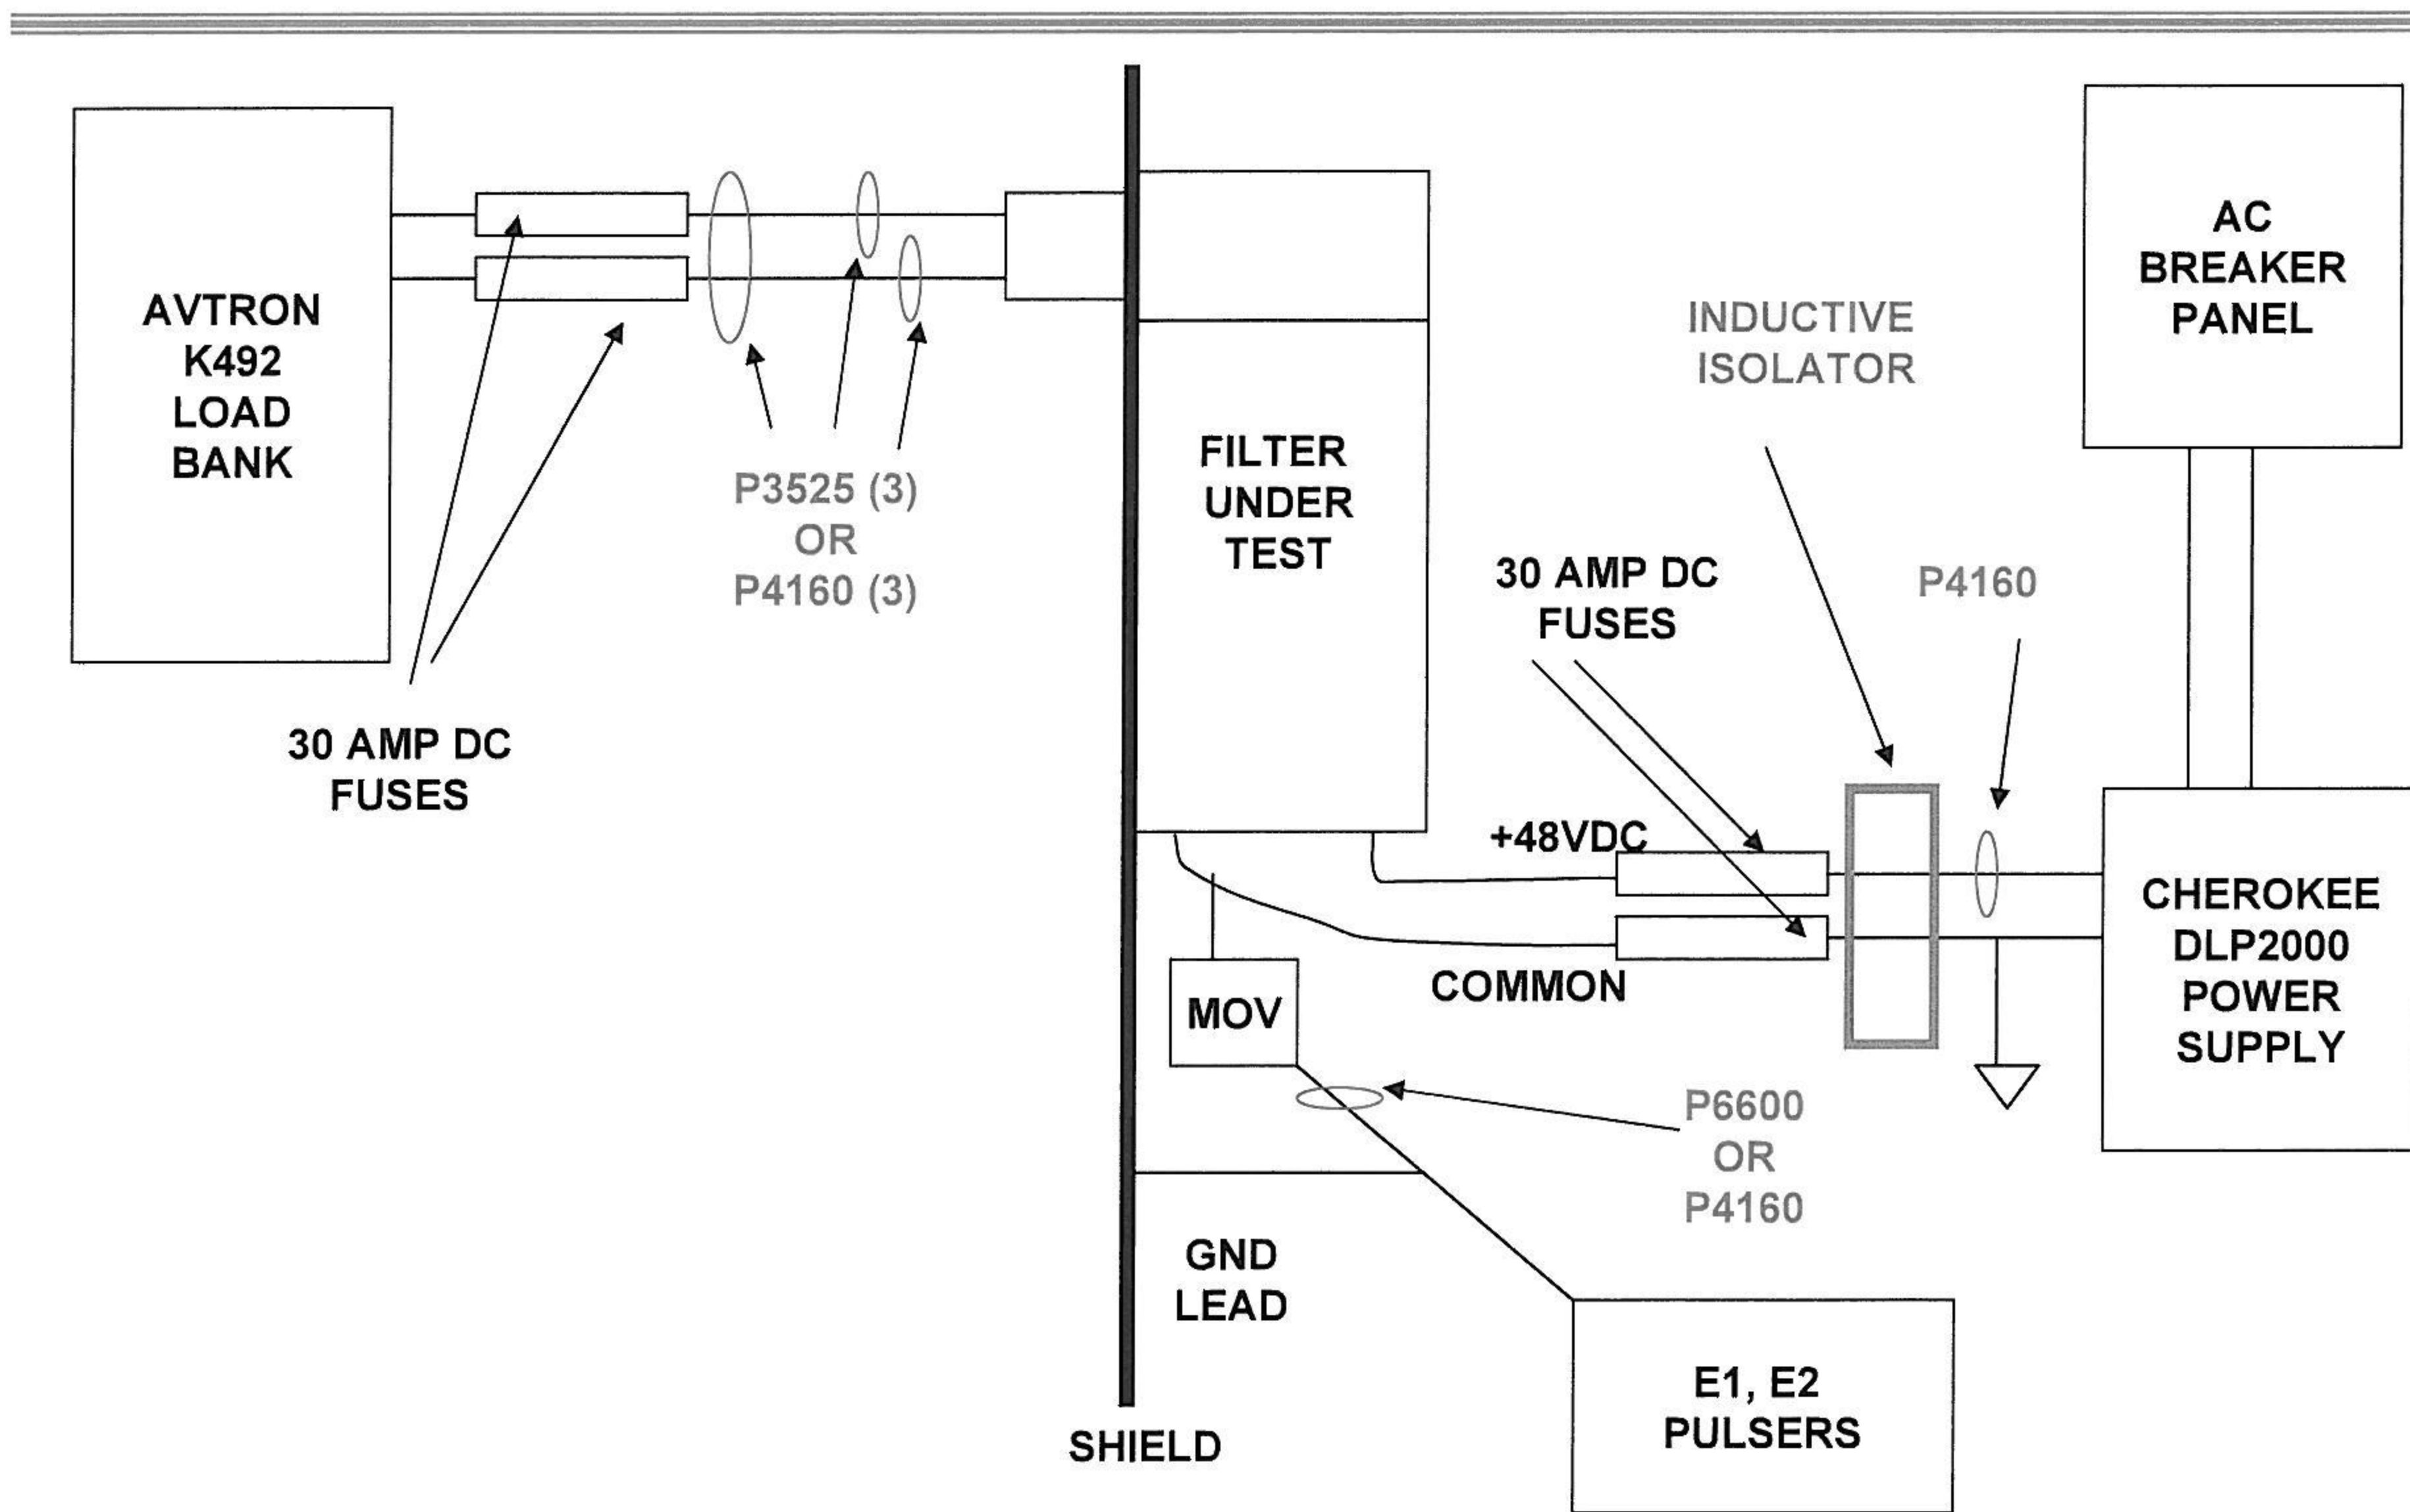 AVTRON
K492
LOAD
BANK
30 AMP DC
FUSES
P3525 (3)
OR
P4160 (3)
FILTER
UNDER
TEST
INDUCTIVE
ISOLATOR
AC
BREAKER
PANEL
30 AMP DC
FUSES
P4160
+48VDC
COMMON
CHEROKEE
DLP2000
POWER
SUPPLY
MOV
P6600
OR
P4160
GND
LEAD
E1, E2
PULSERS
SHIELD